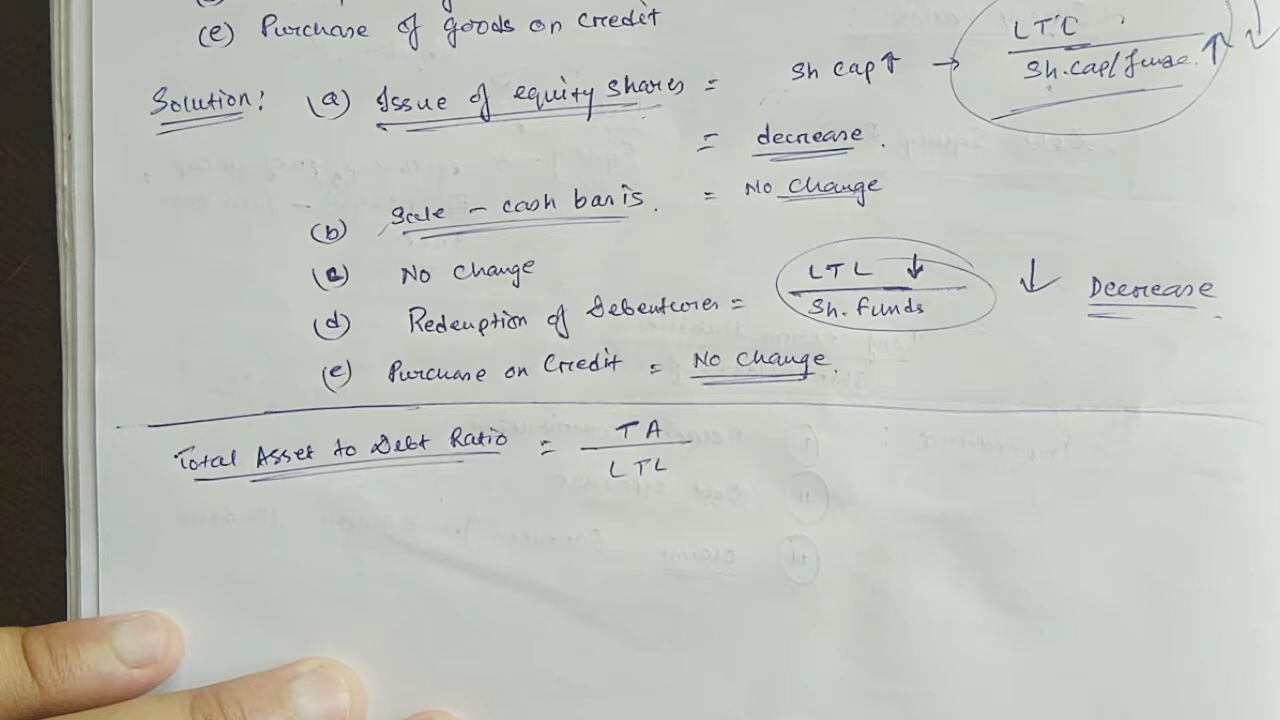 (e) Purchase of goods on credit
Solution: (a) Issue of equity shares = Sh cap ↑ → LTL / Sh.cap/funds ↑ ↓
= decrease.
(b) Sale - cash basis. = No change
(c) No change
(d) Redemption of Debentures = LTL ↓ / Sh. funds ↓ Decrease
(e) Purchase on Credit = No change.
Total Asset to Debt Ratio = TA / LTL